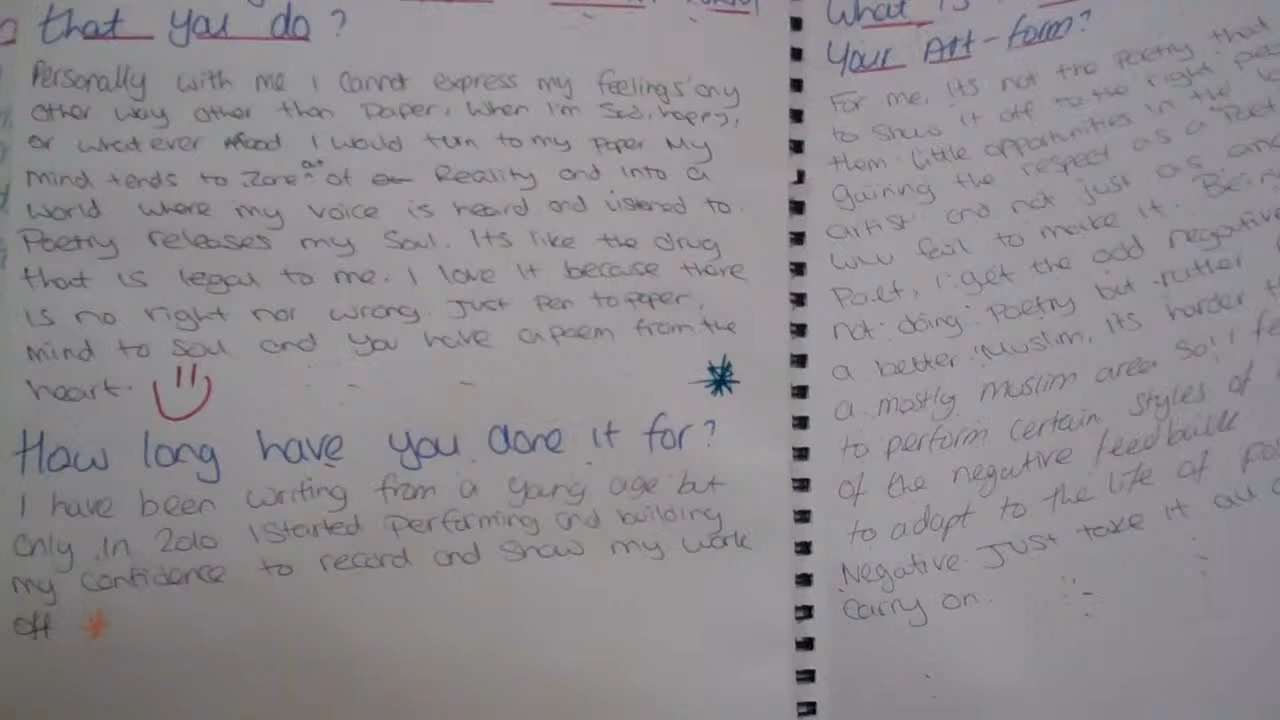 that you do?
Personally with me I cannot express my feelings any
other way other than paper. When I'm sad, happy,
or whatever mood I would turn to my paper My
mind tends to zone out of Reality and into a
world where my voice is heard and listened to.
Poetry releases my soul. Its like the drug
that is legal to me. I love it because there
is no right nor wrong. Just pen to paper,
mind to soul and you have a poem from the
heart.
How long have you done it for?
I have been writing from a young age but
only in 2010 I started performing and building
my confidence to record and show my work
off
What is
Your Art-form?
For me, its not the poetry that
to show it off to the right
them little opportunities in the
gaining the respect as a Poet
artist and not just as
will fail to make it. Being
Poet, I get the odd negative
not doing Poetry but rather
a better Muslim. Its harder
a mostly muslim area so I
to perform certain styles of
of the negative feedback
to adapt to the life of
Negative. Just take it all
carry on.